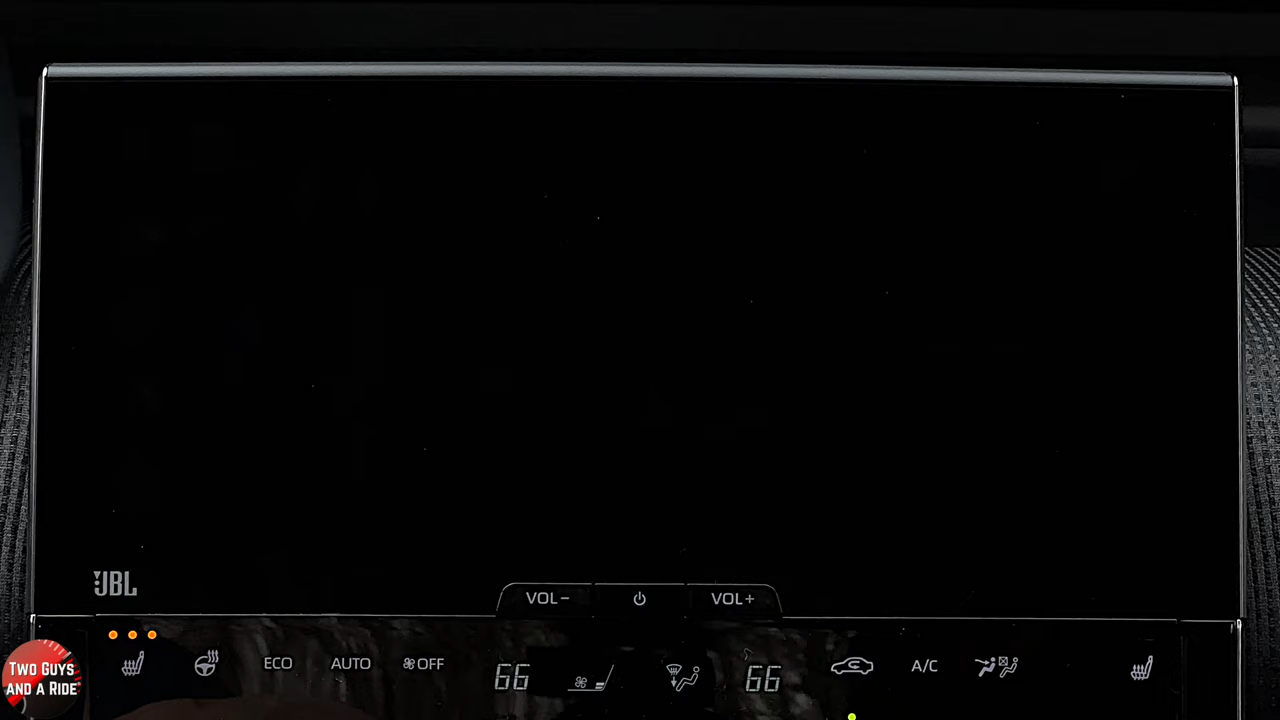 JBL
VOL-
VOL+
ECO
AUTO
OFF
66
66
A/C
TWO GUYS
AND A RIDE